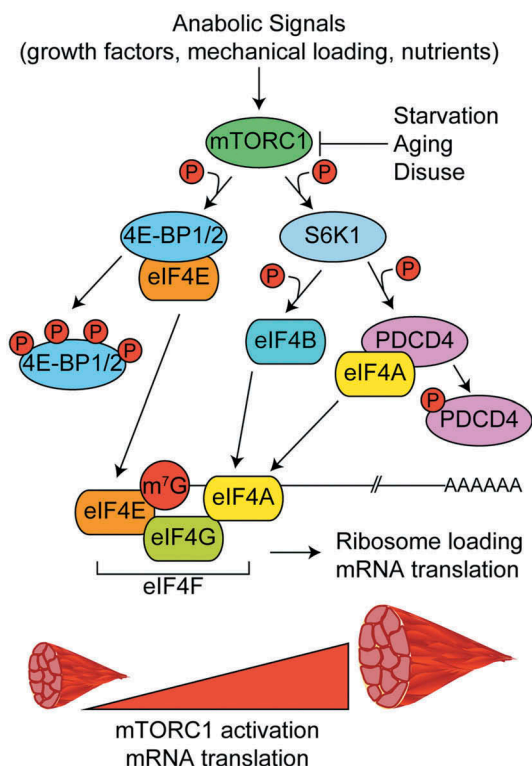 Anabolic Signals
(growth factors, mechanical loading, nutrients)
mTORC1
Starvation
Aging
Disuse
P
P
4E-BP1/2
eIF4E
S6K1
P
P
P
P
P
P
4E-BP1/2
eIF4B
PDCD4
eIF4A
P
PDCD4
m⁷G
eIF4E
eIF4A
eIF4G
//
AAAAAA
eIF4F
Ribosome loading
mRNA translation
mTORC1 activation
mRNA translation